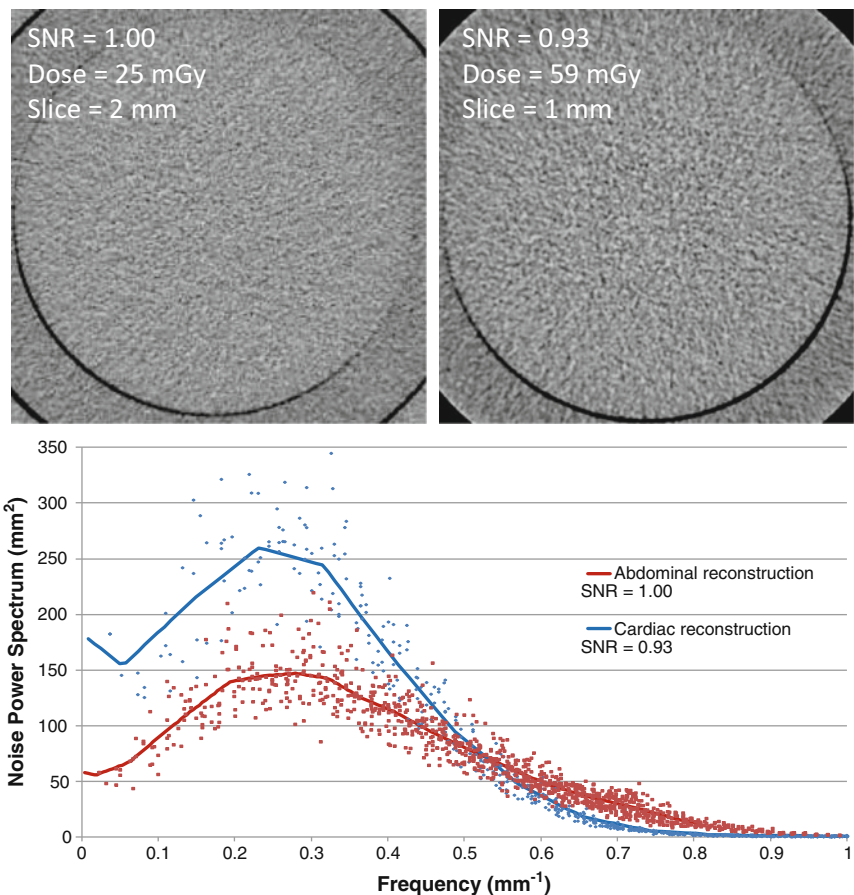 SNR = 1.00
Dose = 25 mGy
Slice = 2 mm
SNR = 0.93
Dose = 59 mGy
Slice = 1 mm
350
300
250
200
150
100
50
0
Noise Power Spectrum (mm²)
Abdominal reconstruction
SNR = 1.00
Cardiac reconstruction
SNR = 0.93
0 0.1 0.2 0.3 0.4 0.5 0.6 0.7 0.8 0.9 1
Frequency (mm⁻¹)